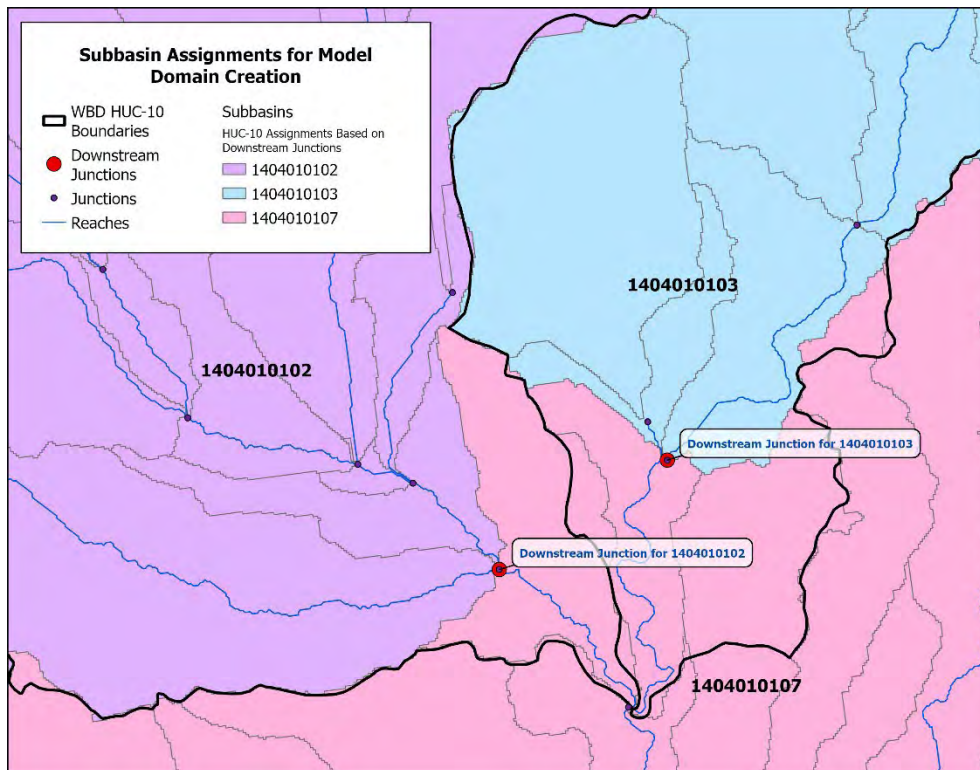 Subbasin Assignments for Model
Domain Creation
WBD HUC-10
Boundaries
Downstream
Junctions
Junctions
Reaches
Subbasins
HUC-10 Assignments Based on
Downstream Junctions
1404010102
1404010103
1404010107
1404010103
1404010102
Downstream Junction for 1404010103
Downstream Junction for 1404010102
1404010107